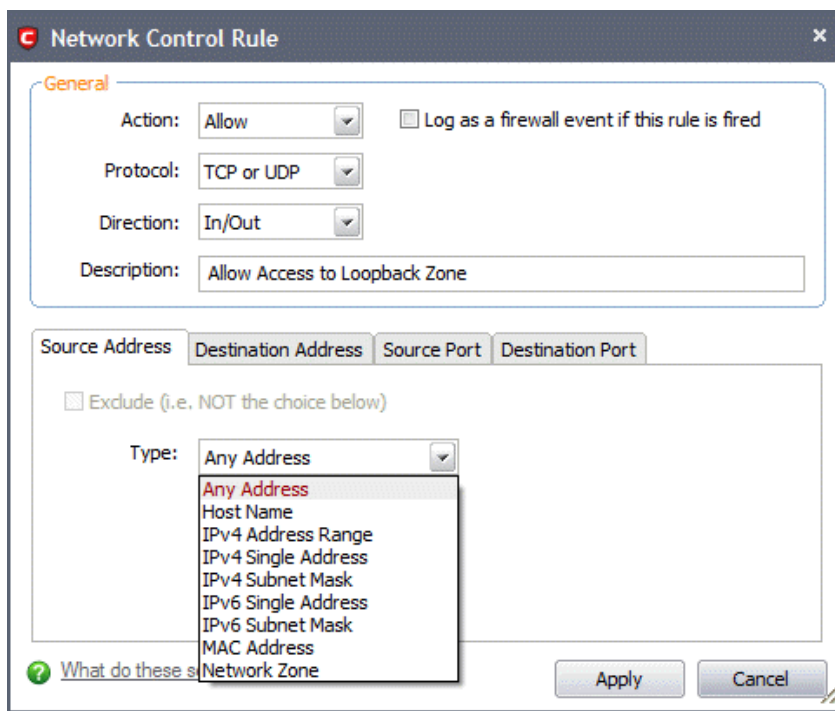 Network Control Rule
General
Action: Allow Log as a firewall event if this rule is fired
Protocol: TCP or UDP
Direction: In/Out
Description: Allow Access to Loopback Zone
Source Address Destination Address Source Port Destination Port
Exclude (i.e. NOT the choice below)
Type: Any Address
Any Address
Host Name
IPv4 Address Range
IPv4 Single Address
IPv4 Subnet Mask
IPv6 Single Address
IPv6 Subnet Mask
MAC Address
Network Zone
What do these Apply Cancel